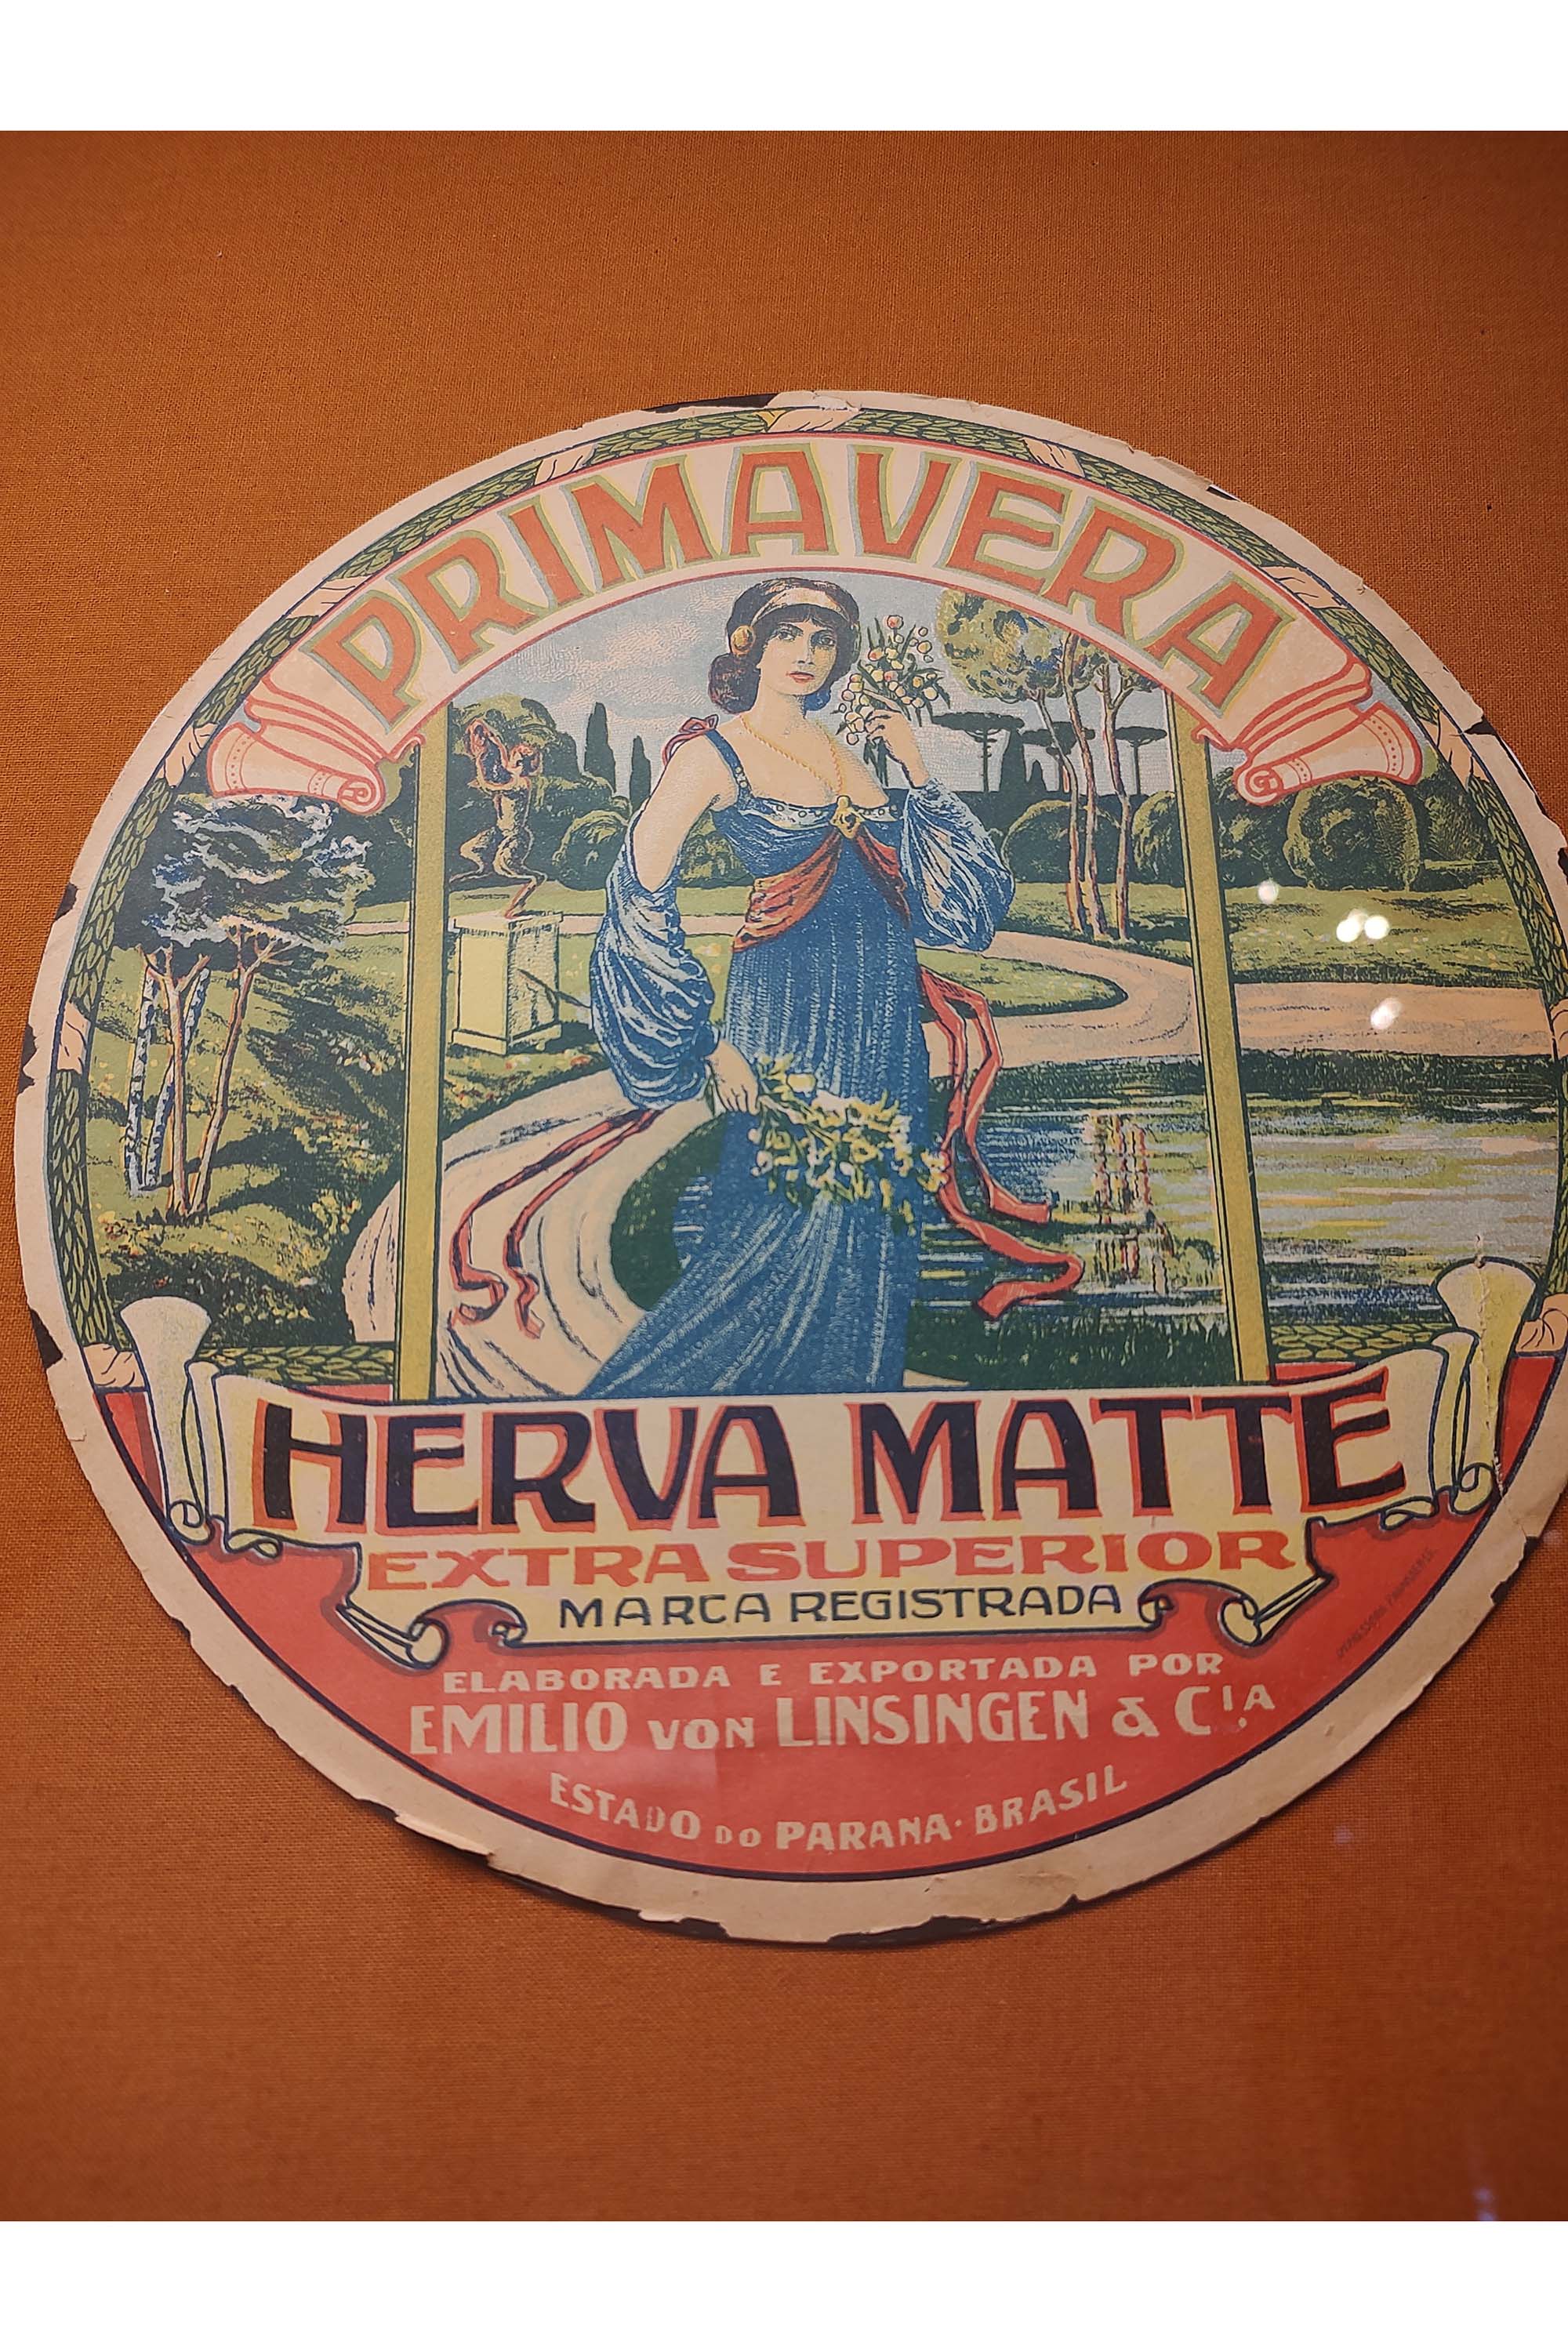 PRIMAVERA
HERVA MATTE
EXTRA SUPERIOR
MARCA REGISTRADA
ELABORADA E EXPORTADA POR
EMILIO VON LINSINGEN & CIA
ESTADO DO PARANA · BRASIL